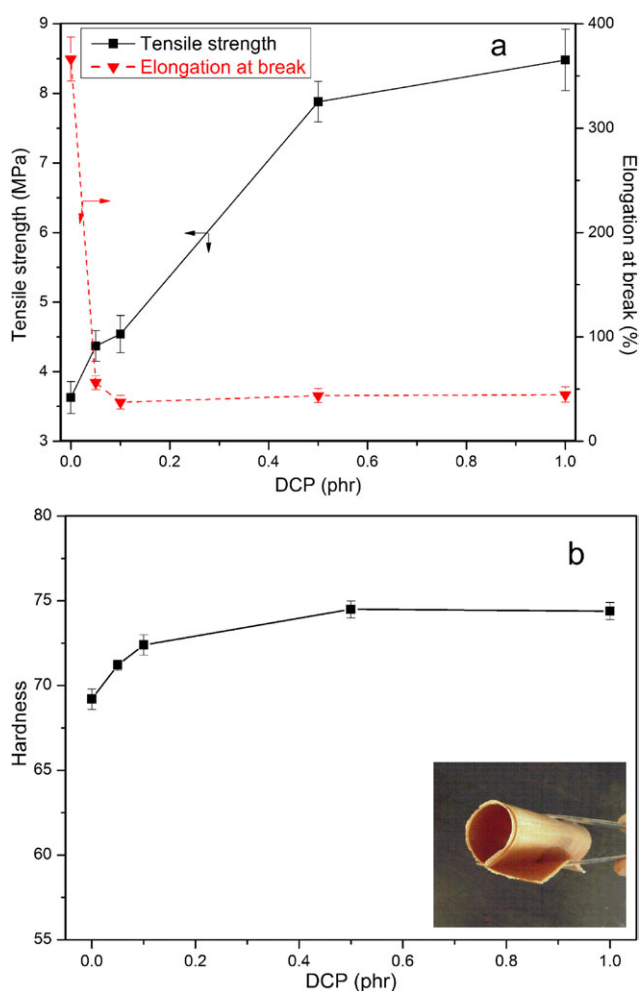 a
Tensile strength
Elongation at break
9
8
7
6
5
4
3
400
300
200
100
0
Tensile strength (MPa)
Elongation at break (%)
0.0 0.2 0.4 0.6 0.8 1.0
DCP (phr)
b
80
75
70
65
60
55
Hardness
0.0 0.2 0.4 0.6 0.8 1.0
DCP (phr)